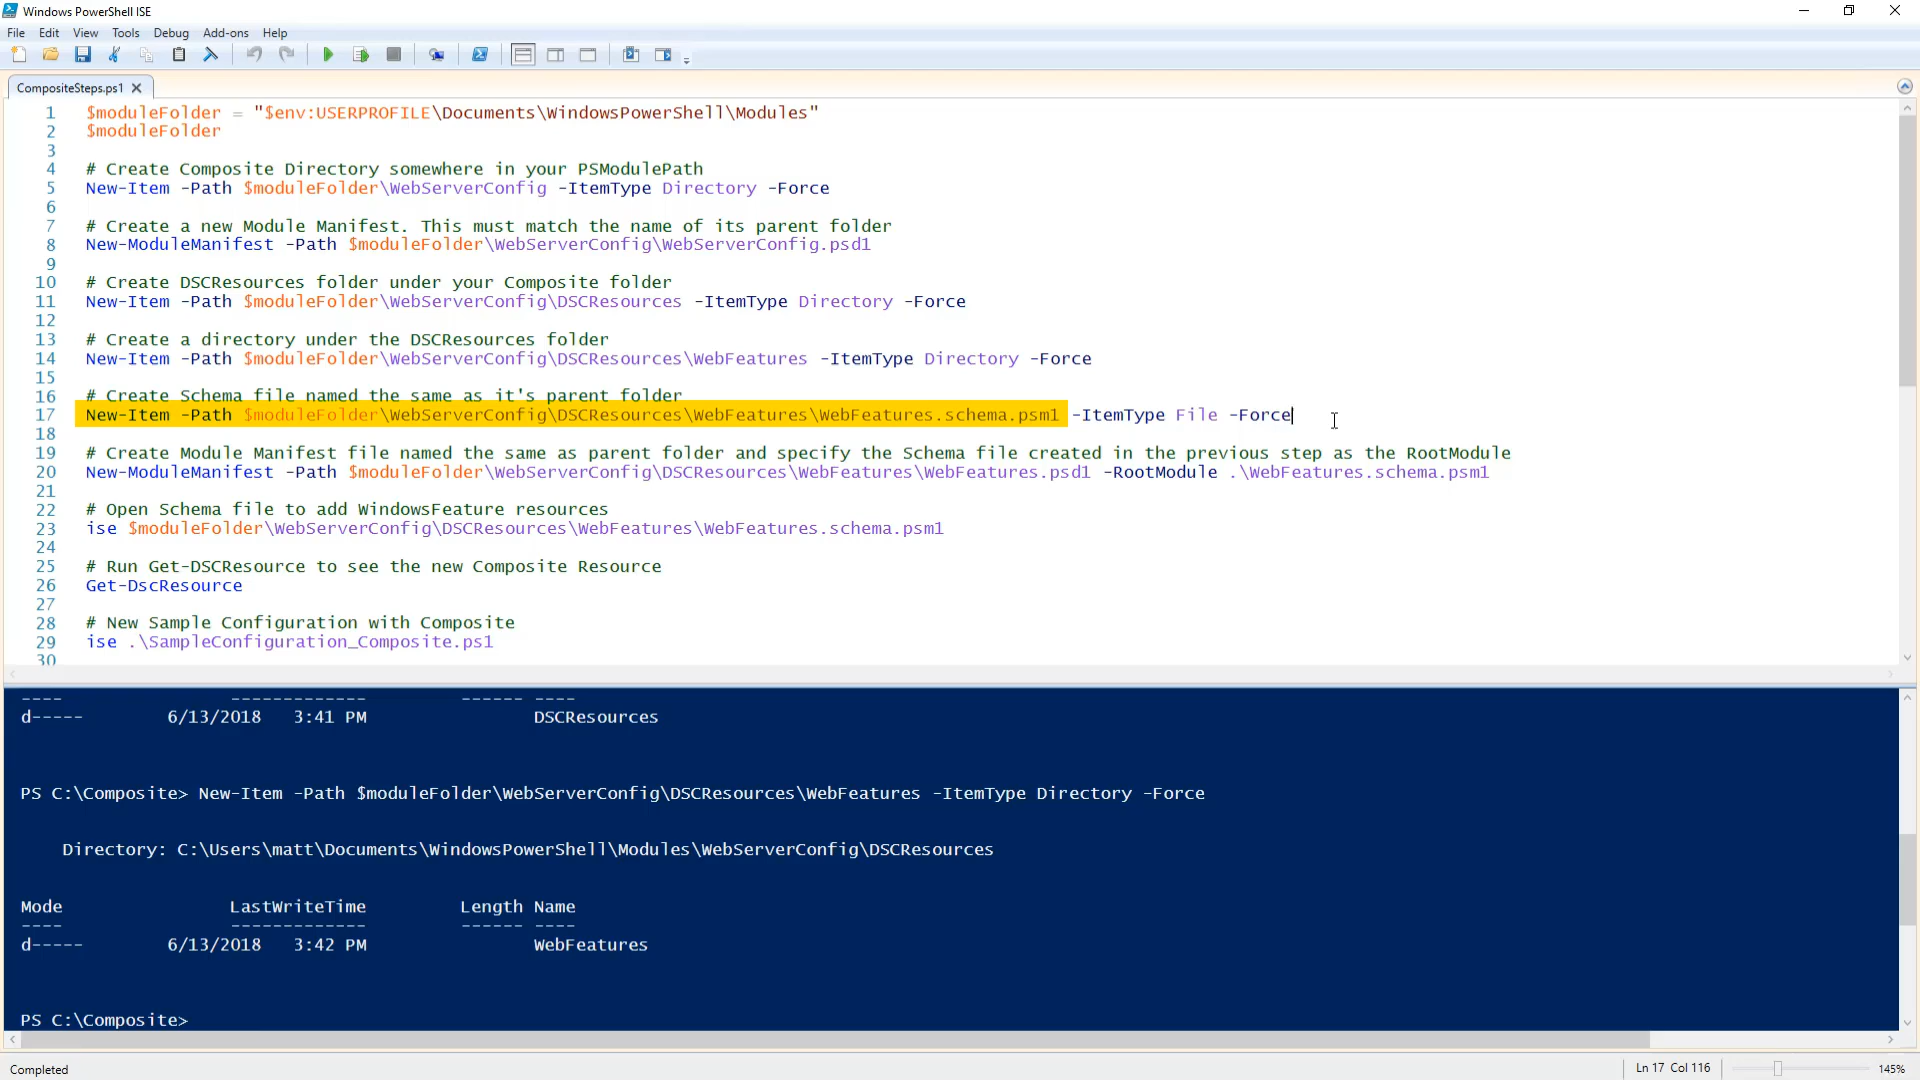 Windows PowerShell ISE
File Edit View Tools Debug Add-ons Help
CompositeSteps.ps1
1 $moduleFolder = "$env:USERPROFILE\Documents\WindowsPowerShell\Modules"
2 $moduleFolder
3
4 # Create Composite Directory somewhere in your PSModulePath
5 New-Item -Path $moduleFolder\WebServerConfig -ItemType Directory -Force
6
7 # Create a new Module Manifest. This must match the name of its parent folder
8 New-ModuleManifest -Path $moduleFolder\WebServerConfig\WebServerConfig.psd1
9
10 # Create DSCResources folder under your Composite folder
11 New-Item -Path $moduleFolder\WebServerConfig\DSCResources -ItemType Directory -Force
12
13 # Create a directory under the DSCResources folder
14 New-Item -Path $moduleFolder\WebServerConfig\DSCResources\WebFeatures -ItemType Directory -Force
15
16 # Create Schema file named the same as it's parent folder
17 New-Item -Path $moduleFolder\WebServerConfig\DSCResources\WebFeatures\WebFeatures.schema.psm1 -ItemType File -Force
18
19 # Create Module Manifest file named the same as parent folder and specify the Schema file created in the previous step as the RootModule
20 New-ModuleManifest -Path $moduleFolder\WebServerConfig\DSCResources\WebFeatures\WebFeatures.psd1 -RootModule .\WebFeatures.schema.psm1
21
22 # Open Schema file to add WindowsFeature resources
23 ise $moduleFolder\WebServerConfig\DSCResources\WebFeatures\WebFeatures.schema.psm1
24
25 # Run Get-DSCResource to see the new Composite Resource
26 Get-DscResource
27
28 # New Sample Configuration with Composite
29 ise .\SampleConfiguration_Composite.ps1
30
---- ------------- ------ ----
d----- 6/13/2018 3:41 PM DSCResources
PS C:\Composite> New-Item -Path $moduleFolder\WebServerConfig\DSCResources\WebFeatures -ItemType Directory -Force
Directory: C:\Users\matt\Documents\WindowsPowerShell\Modules\WebServerConfig\DSCResources
Mode LastWriteTime Length Name
---- ------------- ------ ----
d----- 6/13/2018 3:42 PM WebFeatures
PS C:\Composite>
Completed Ln 17 Col 116 145%